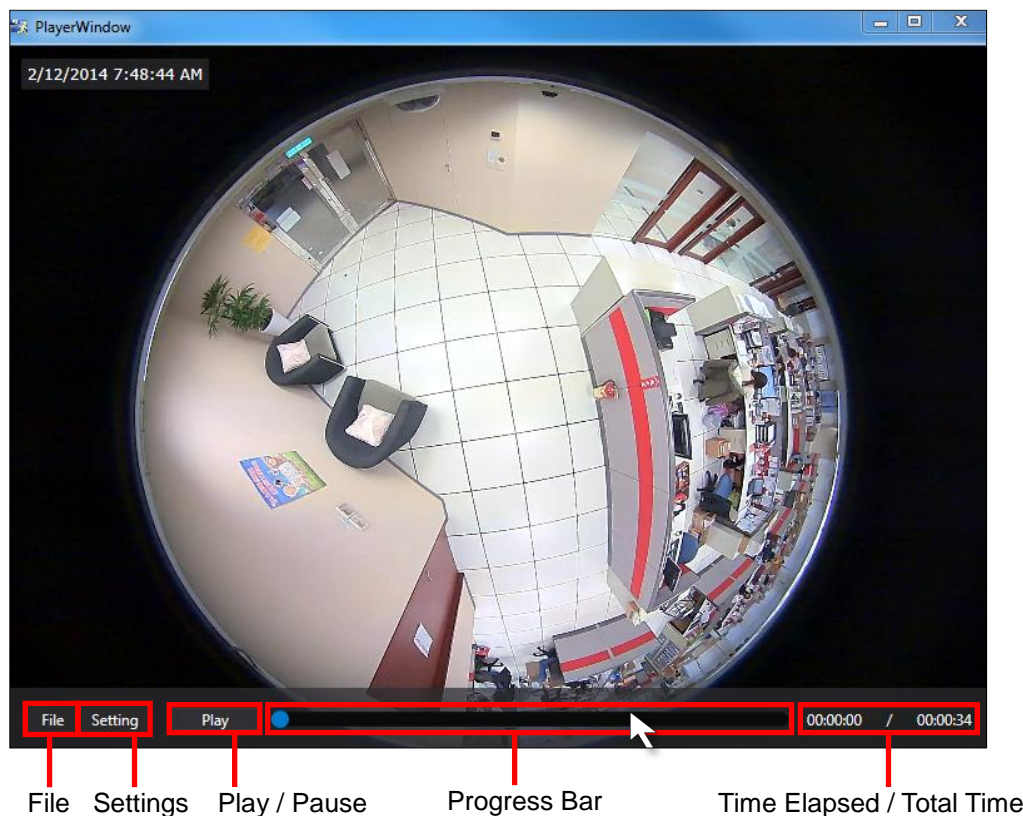 PlayerWindow
2/12/2014 7:48:44 AM
File Setting Play 00:00:00 / 00:00:34
File Settings Play / Pause Progress Bar Time Elapsed / Total Time